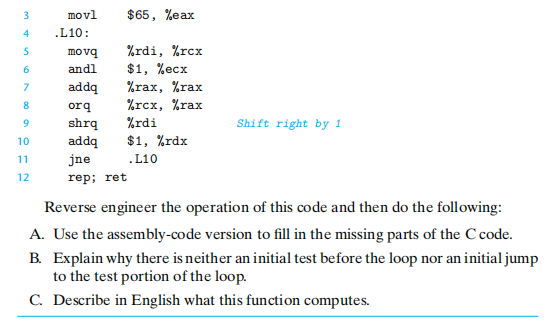 3 movl $65, %eax
4 .L10:
5 movq %rdi, %rcx
6 andl $1, %ecx
7 addq %rax, %rax
8 orq %rcx, %rax
9 shrq %rdi Shift right by 1
10 addq $1, %rdx
11 jne .L10
12 rep; ret
Reverse engineer the operation of this code and then do the following:
A. Use the assembly-code version to fill in the missing parts of the C code.
B. Explain why there is neither an initial test before the loop nor an initial jump
to the test portion of the loop.
C. Describe in English what this function computes.